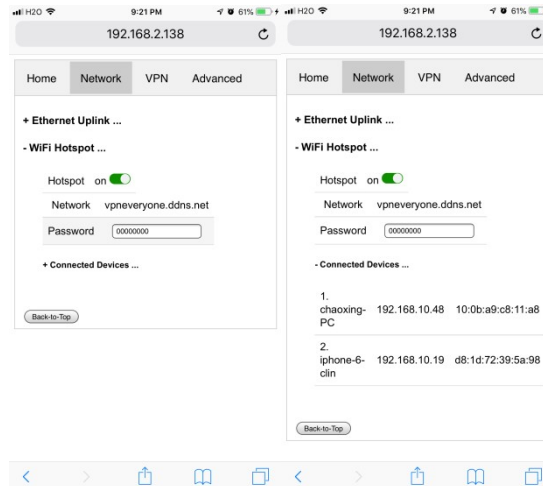 H2O 9:21 PM 61%
192.168.2.138
Home Network VPN Advanced
+ Ethernet Uplink ...
- WiFi Hotspot ...
Hotspot on
Network vpneveryone.ddns.net
Password 00000000
+ Connected Devices ...
Back-to-Top
H2O 9:21 PM 61%
192.168.2.138
Home Network VPN Advanced
+ Ethernet Uplink ...
- WiFi Hotspot ...
Hotspot on
Network vpneveryone.ddns.net
Password 00000000
- Connected Devices ...
1.
chaoxing- 192.168.10.48 10:0b:a9:c8:11:a8
PC
2.
iphone-6- 192.168.10.19 d8:1d:72:39:5a:98
clin
Back-to-Top